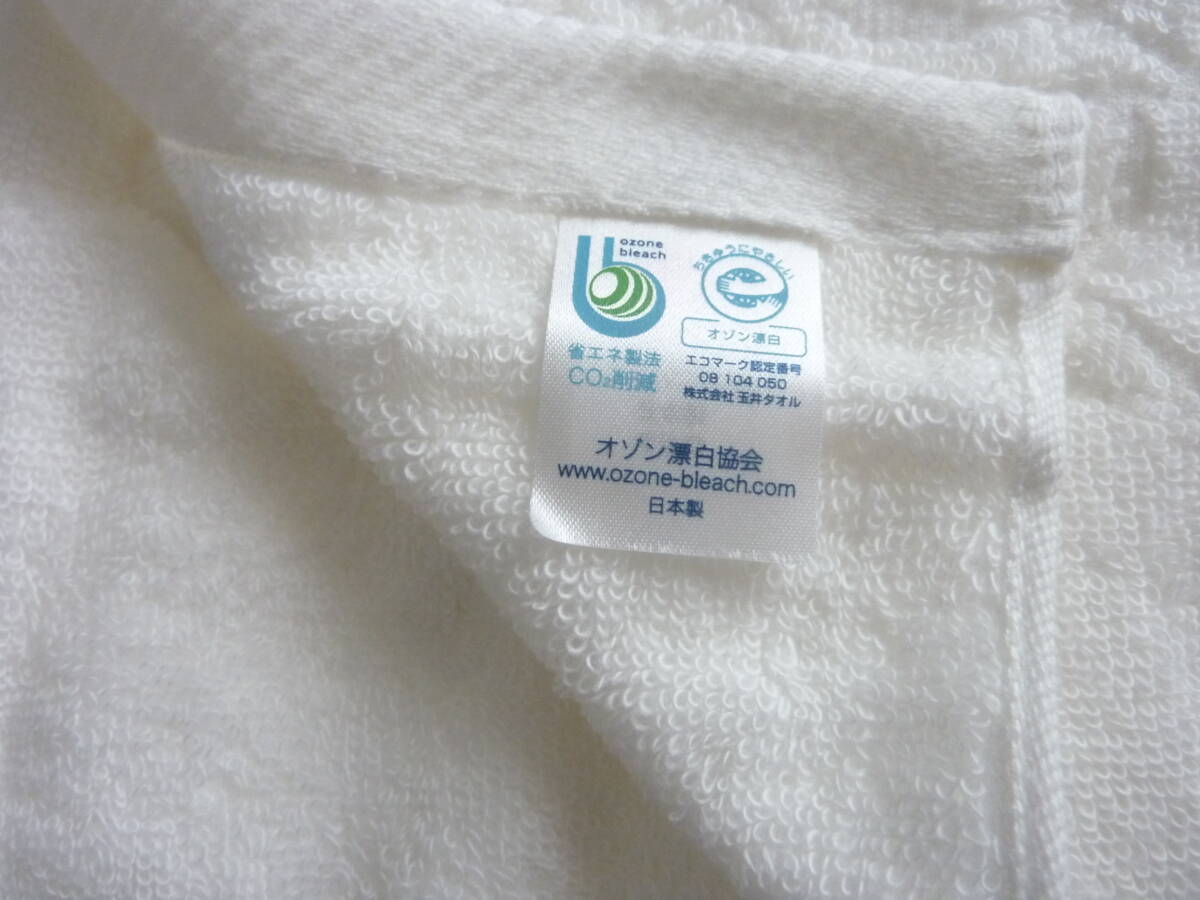 ozone
bleach
省エネ製法
CO₂削減
ちきゅうにやさしい
オゾン漂白
エコマーク認定番号
08 104 050
株式会社 玉井タオル
オゾン漂白協会
www.ozone-bleach.com
日本製